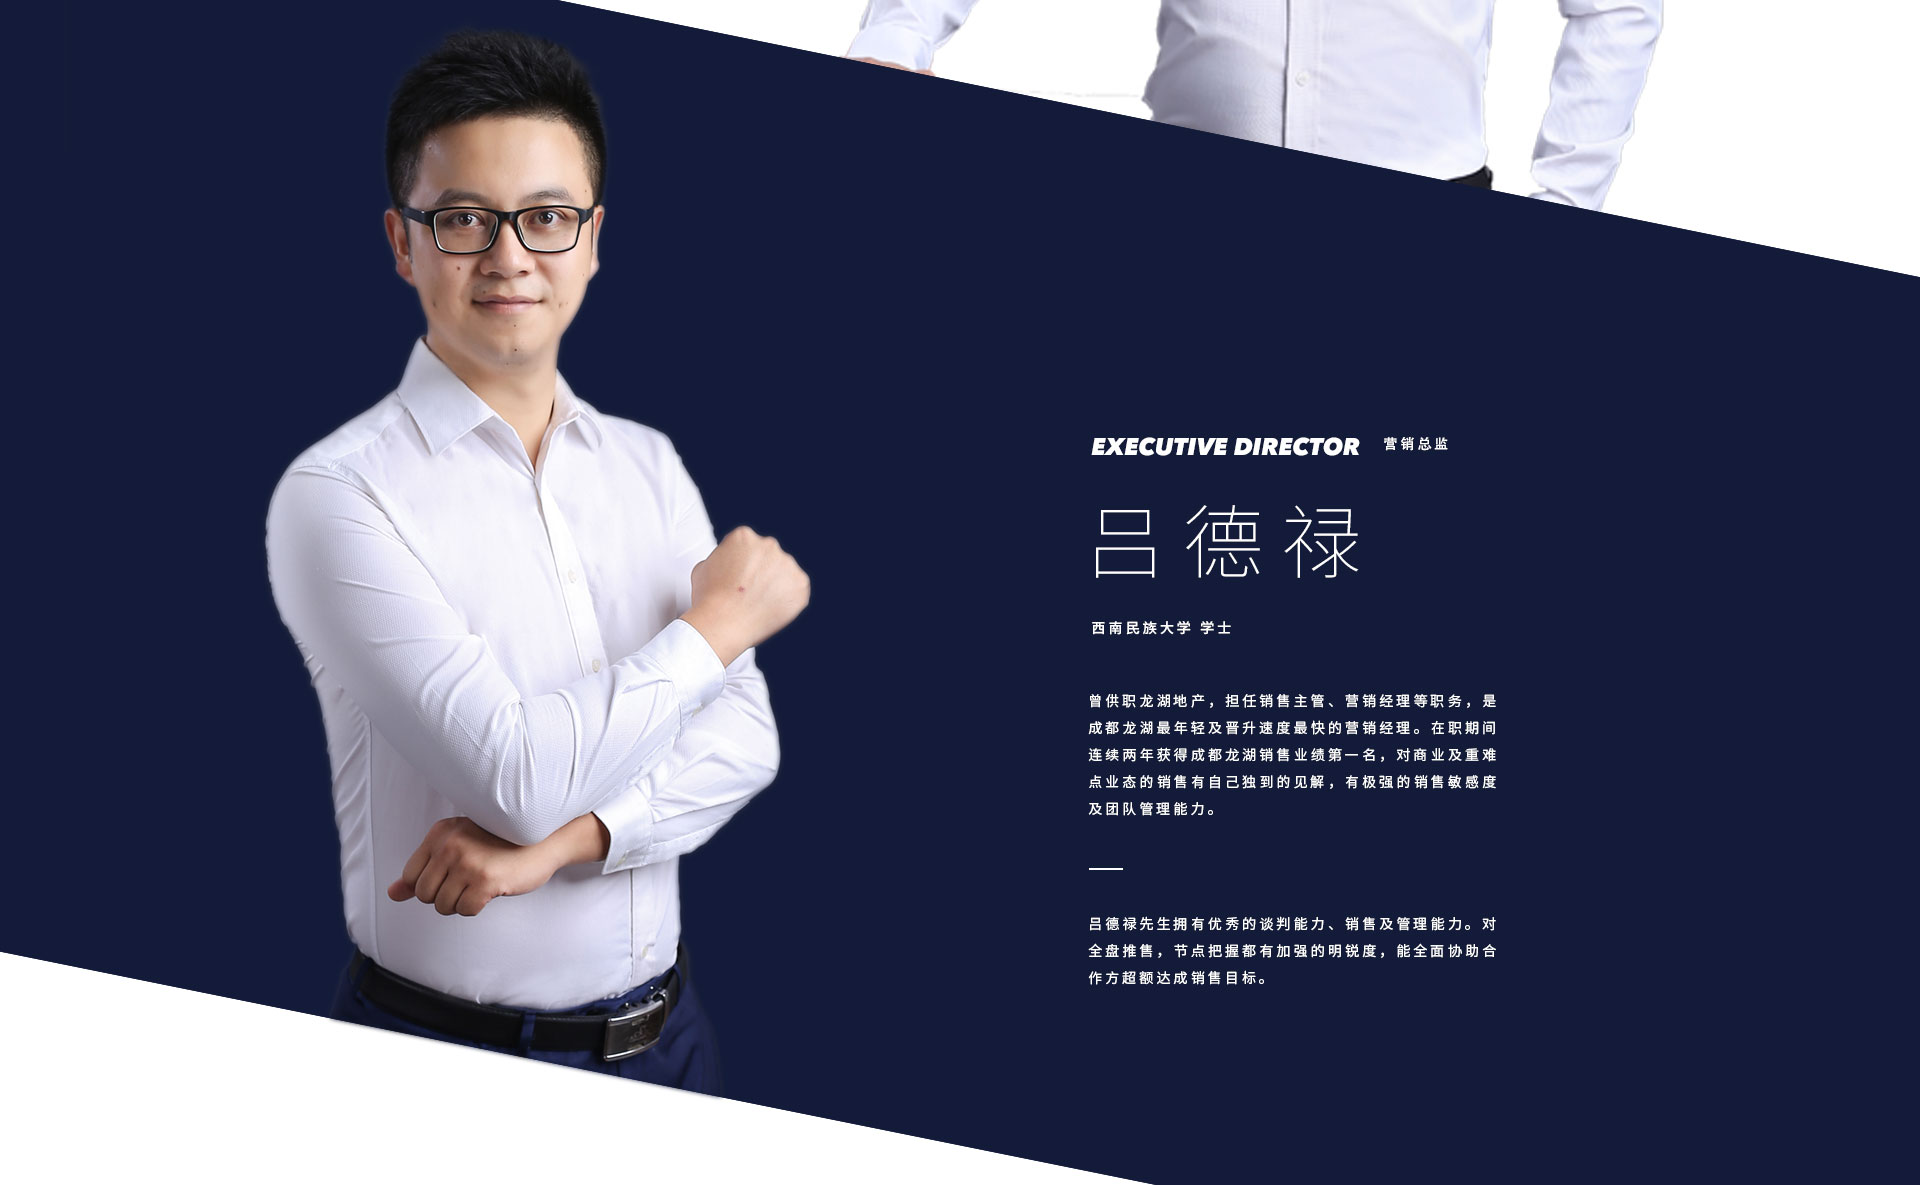 EXECUTIVE DIRECTOR 营销总监
吕德禄
西南民族大学 学士
曾供职龙湖地产，担任销售主管、营销经理等职务，是
成都龙湖最年轻及晋升速度最快的营销经理。在职期间
连续两年获得成都龙湖销售业绩第一名，对商业及重难
点业态的销售有自己独到的见解，有极强的销售敏感度
及团队管理能力。
吕德禄先生拥有优秀的谈判能力、销售及管理能力。对
全盘推售，节点把握都有加强的明锐度，能全面协助合
作方超额达成销售目标。